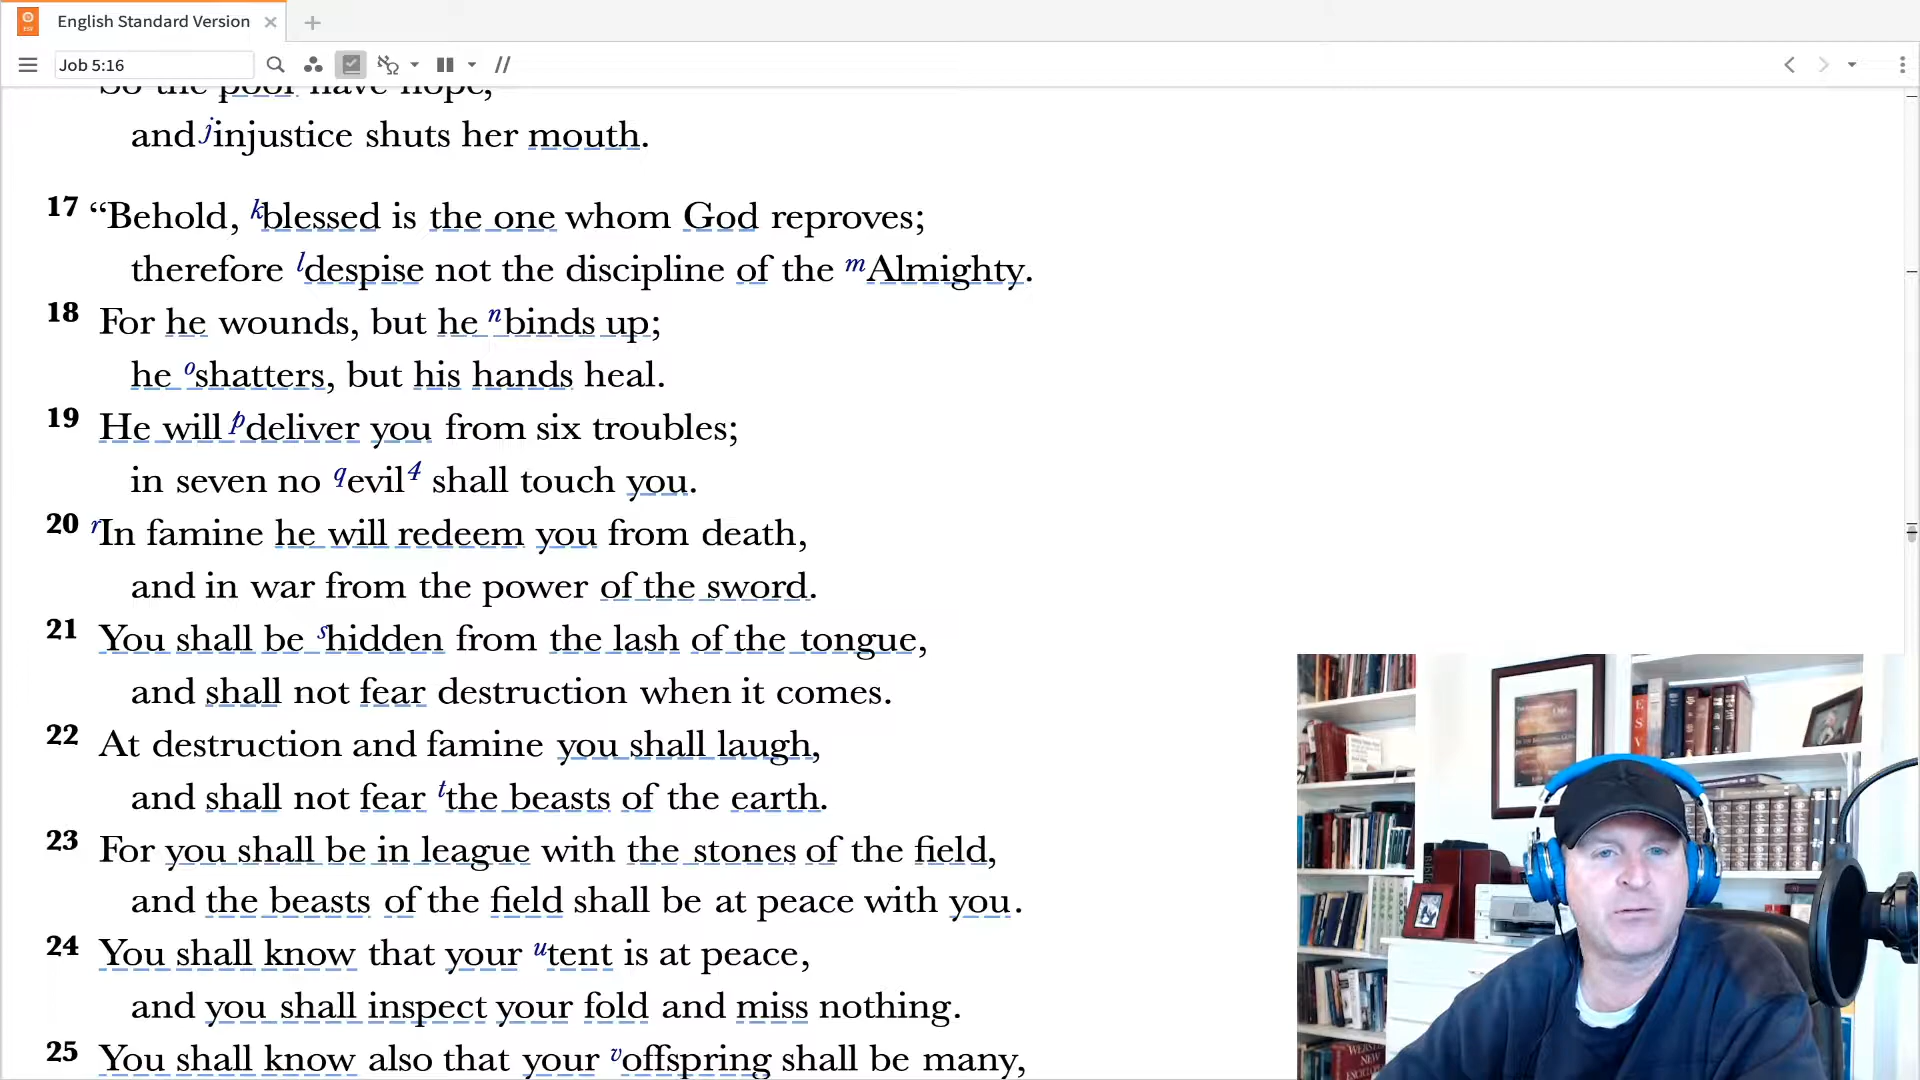 English Standard Version
Job 5:16
So the poor have hope,
and j injustice shuts her mouth.
17 “Behold, k blessed is the one whom God reproves;
therefore l despise not the discipline of the m Almighty.
18 For he wounds, but he n binds up;
he o shatters, but his hands heal.
19 He will p deliver you from six troubles;
in seven no q evil 4 shall touch you.
20 r In famine he will redeem you from death,
and in war from the power of the sword.
21 You shall be s hidden from the lash of the tongue,
and shall not fear destruction when it comes.
22 At destruction and famine you shall laugh,
and shall not fear t the beasts of the earth.
23 For you shall be in league with the stones of the field,
and the beasts of the field shall be at peace with you.
24 You shall know that your u tent is at peace,
and you shall inspect your fold and miss nothing.
25 You shall know also that your v offspring shall be many,
ESV